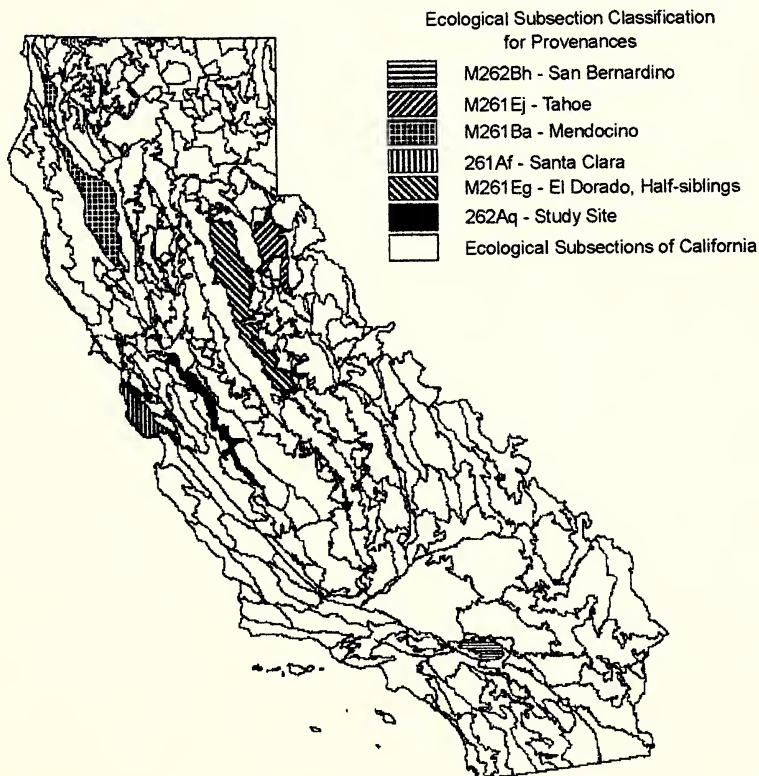 Ecological Subsection Classification
for Provenances
M262Bh - San Bernardino
M261Ej - Tahoe
M261Ba - Mendocino
261Af - Santa Clara
M261Eg - El Dorado, Half-siblings
262Aq - Study Site
Ecological Subsections of California